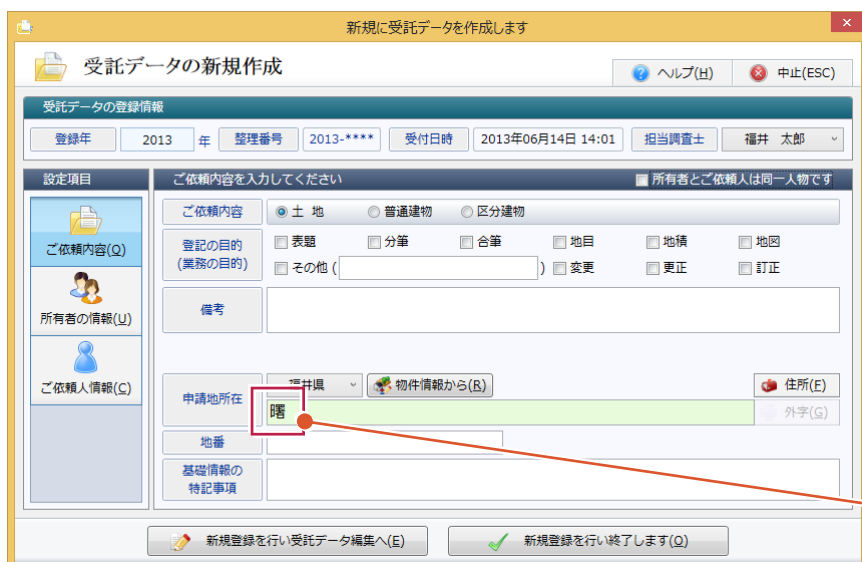 新規に受託データを作成します
受託データの新規作成
ヘルプ(H) 中止(ESC)
受託データの登録情報
登録年 2013 年 整理番号 2013-**** 受付日時 2013年06月14日 14:01 担当調査士 福井 太郎
設定項目
ご依頼内容を入力してください 所有者とご依頼人は同一人物です
ご依頼内容(Q)
所有者の情報(U)
ご依頼人情報(C)
ご依頼内容 土 地 普通建物 区分建物
登記の目的
(業務の目的)
表題 分筆 合筆 地目 地積 地図
その他 ( ) 変更 更正 訂正
備考
申請地所在 福井県 物件情報から(R) 住所(F)
曙 外字(G)
地番
基礎情報の
特記事項
新規登録を行い受託データ編集へ(E) 新規登録を行い終了します(O)